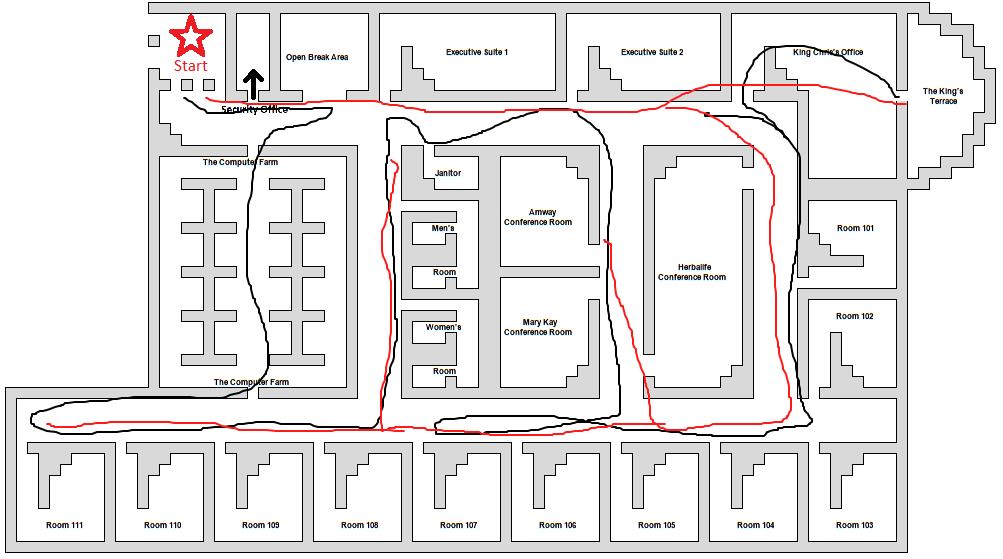 Start
Open Break Area
Executive Suite 1
Executive Suite 2
King Chris's Office
The King's
Terrace
Security Office
The Computer Farm
Janitor
Men's
Room
Women's
Room
Amway
Conference Room
Mary Kay
Conference Room
Herbalife
Conference Room
Room 101
Room 102
The Computer Farm
Room 111
Room 110
Room 109
Room 108
Room 107
Room 106
Room 105
Room 104
Room 103